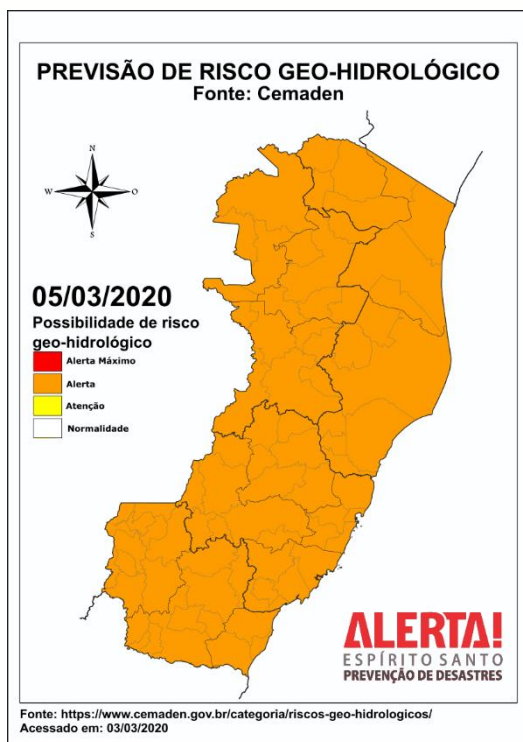 PREVISÃO DE RISCO GEO-HIDROLÓGICO
Fonte: Cemaden
N
W
O
S
05/03/2020
Possibilidade de risco
geo-hidrológico
Alerta Máximo
Alerta
Atenção
Normalidade
ALERTA!
ESPÍRITO SANTO
PREVENÇÃO DE DESASTRES
Fonte: https://www.cemaden.gov.br/categoria/riscos-geo-hidrologicos/
Acessado em: 03/03/2020